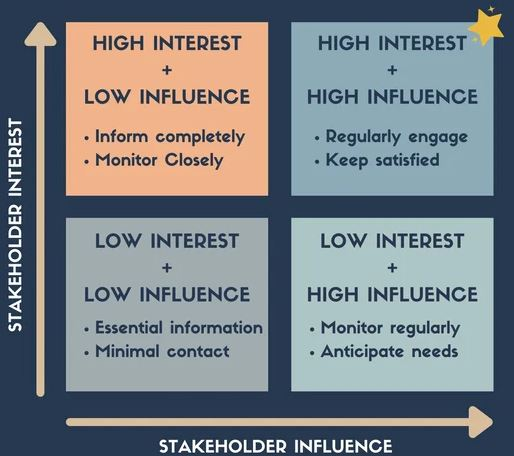 STAKEHOLDER INTEREST
HIGH INTEREST
+
LOW INFLUENCE
• Inform completely
• Monitor Closely
HIGH INTEREST
+
HIGH INFLUENCE
• Regularly engage
• Keep satisfied
LOW INTEREST
+
LOW INFLUENCE
• Essential information
• Minimal contact
LOW INTEREST
+
HIGH INFLUENCE
• Monitor regularly
• Anticipate needs
STAKEHOLDER INFLUENCE